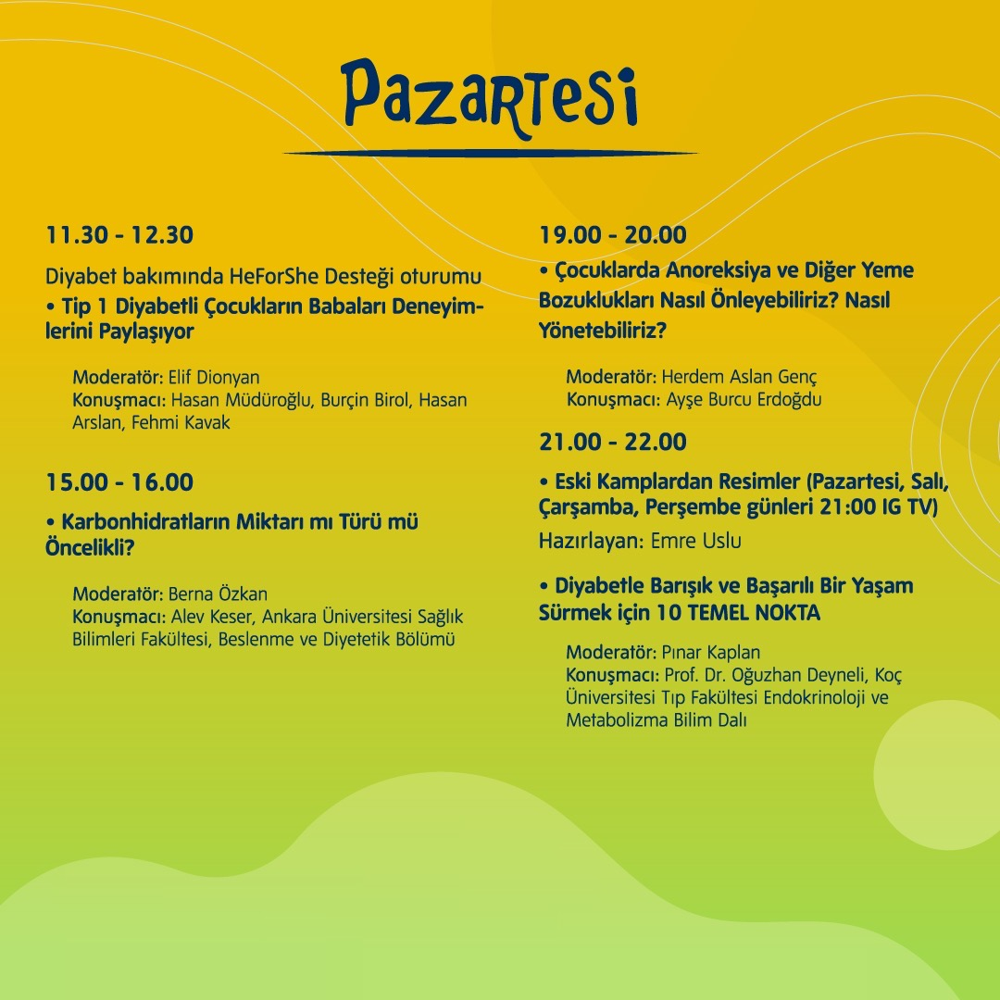 Pazartesi
11.30 - 12.30
Diyabet bakımında HeForShe Desteği oturumu
• Tip 1 Diyabetli Çocukların Babaları Deneyim-
lerini Paylaşıyor
Moderatör: Elif Dionyan
Konuşmacı: Hasan Müdüroğlu, Burçin Birol, Hasan
Arslan, Fehmi Kavak
15.00 - 16.00
• Karbonhidratların Miktarı mı Türü mü
Öncelikli?
Moderatör: Berna Özkan
Konuşmacı: Alev Keser, Ankara Üniversitesi Sağlık
Bilimleri Fakültesi, Beslenme ve Diyetetik Bölümü
19.00 - 20.00
• Çocuklarda Anoreksiya ve Diğer Yeme
Bozuklukları Nasıl Önleyebiliriz? Nasıl
Yönetebiliriz?
Moderatör: Herdem Aslan Genç
Konuşmacı: Ayşe Burcu Erdoğdu
21.00 - 22.00
• Eski Kamplardan Resimler (Pazartesi, Salı,
Çarşamba, Perşembe günleri 21:00 IG TV)
Hazırlayan: Emre Uslu
• Diyabetle Barışık ve Başarılı Bir Yaşam
Sürmek için 10 TEMEL NOKTA
Moderatör: Pınar Kaplan
Konuşmacı: Prof. Dr. Oğuzhan Deyneli, Koç
Üniversitesi Tıp Fakültesi Endokrinoloji ve
Metabolizma Bilim Dalı